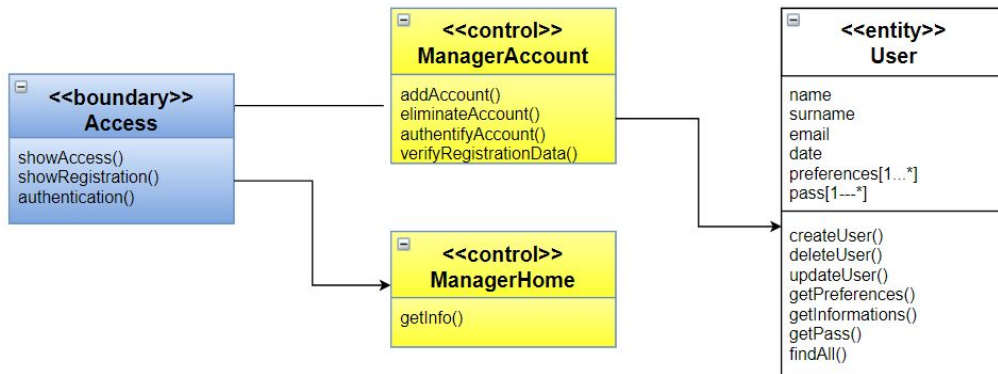 <<boundary>>
Access
showAccess()
showRegistration()
authentication()
<<control>>
ManagerAccount
addAccount()
eliminateAccount()
authentifyAccount()
verifyRegistrationData()
<<control>>
ManagerHome
getInfo()
<<entity>>
User
name
surname
email
date
preferences[1...*]
pass[1---*]
createUser()
deleteUser()
updateUser()
getPreferences()
getInformations()
getPass()
findAll()